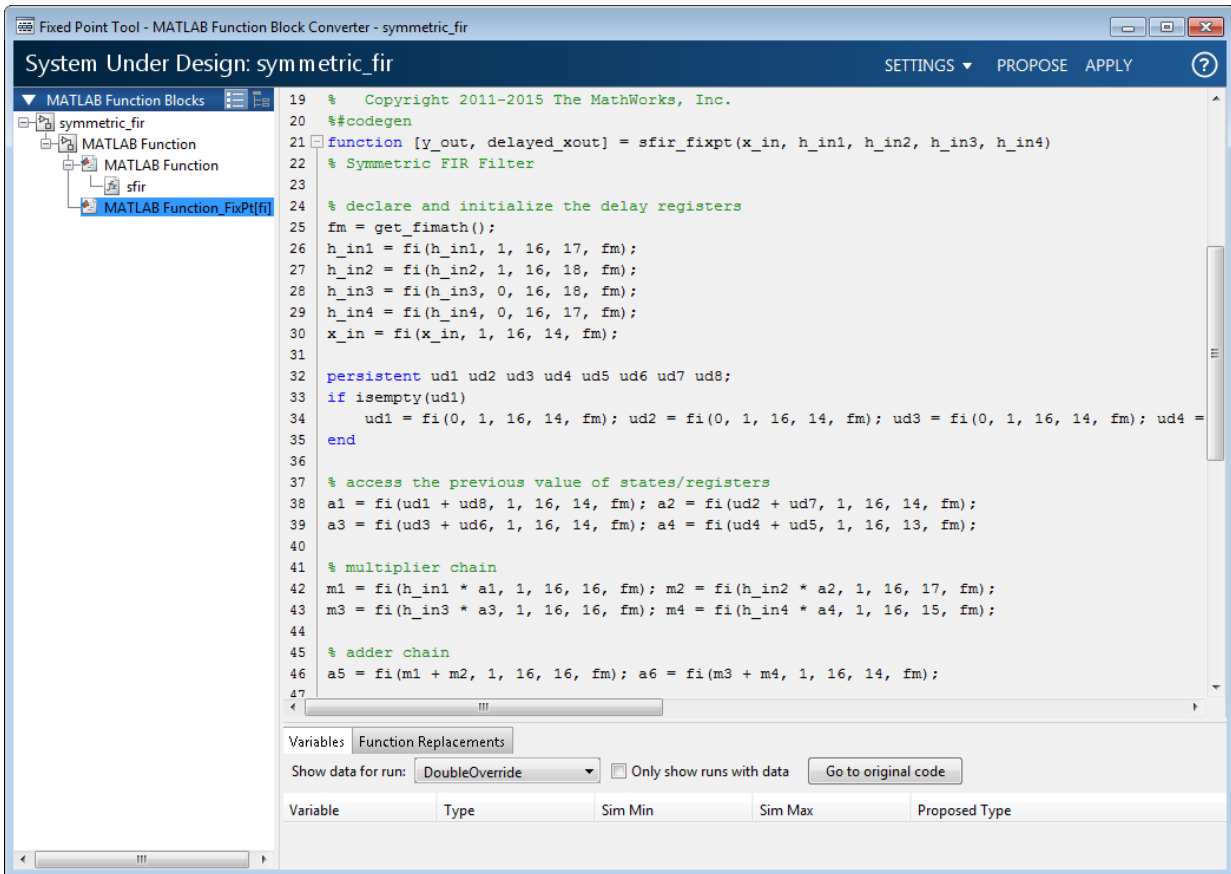 Fixed Point Tool - MATLAB Function Block Converter - symmetric_fir
System Under Design: symmetric_fir
SETTINGS PROPOSE APPLY ?
MATLAB Function Blocks
symmetric_fir
MATLAB Function
MATLAB Function
fx sfir
MATLAB Function_FixPt[fi]
19 %   Copyright 2011-2015 The MathWorks, Inc.
20 %#codegen
21 function [y_out, delayed_xout] = sfir_fixpt(x_in, h_in1, h_in2, h_in3, h_in4)
22 % Symmetric FIR Filter
23
24 % declare and initialize the delay registers
25 fm = get_fimath();
26 h_in1 = fi(h_in1, 1, 16, 17, fm);
27 h_in2 = fi(h_in2, 1, 16, 18, fm);
28 h_in3 = fi(h_in3, 0, 16, 18, fm);
29 h_in4 = fi(h_in4, 0, 16, 17, fm);
30 x_in = fi(x_in, 1, 16, 14, fm);
31
32 persistent ud1 ud2 ud3 ud4 ud5 ud6 ud7 ud8;
33 if isempty(ud1)
34     ud1 = fi(0, 1, 16, 14, fm); ud2 = fi(0, 1, 16, 14, fm); ud3 = fi(0, 1, 16, 14, fm); ud4 =
35 end
36
37 % access the previous value of states/registers
38 a1 = fi(ud1 + ud8, 1, 16, 14, fm); a2 = fi(ud2 + ud7, 1, 16, 14, fm);
39 a3 = fi(ud3 + ud6, 1, 16, 14, fm); a4 = fi(ud4 + ud5, 1, 16, 13, fm);
40
41 % multiplier chain
42 m1 = fi(h_in1 * a1, 1, 16, 16, fm); m2 = fi(h_in2 * a2, 1, 16, 17, fm);
43 m3 = fi(h_in3 * a3, 1, 16, 16, fm); m4 = fi(h_in4 * a4, 1, 16, 15, fm);
44
45 % adder chain
46 a5 = fi(m1 + m2, 1, 16, 16, fm); a6 = fi(m3 + m4, 1, 16, 14, fm);
47
Variables Function Replacements
Show data for run: DoubleOverride Only show runs with data Go to original code
Variable Type Sim Min Sim Max Proposed Type